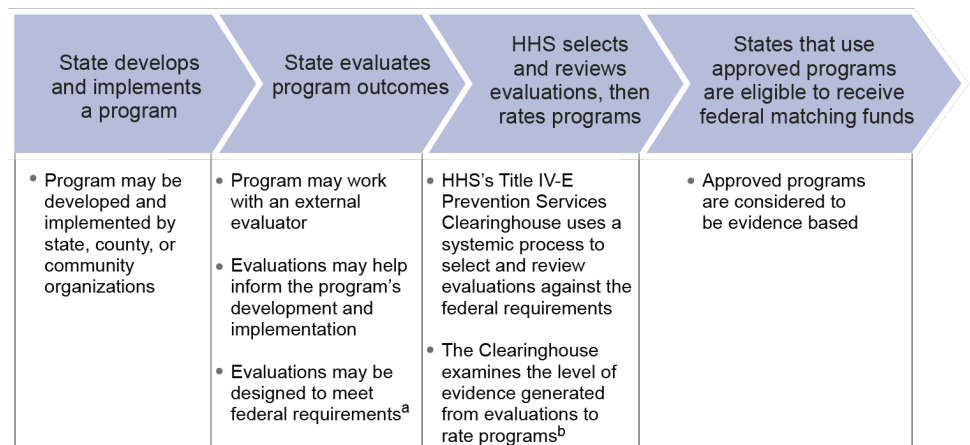 State develops
and implements
a program
State evaluates
program outcomes
HHS selects
and reviews
evaluations, then
rates programs
States that use
approved programs
are eligible to receive
federal matching funds
• Program may be
developed and
implemented by
state, county, or
community
organizations
• Program may work
with an external
evaluator
• Evaluations may help
inform the program's
development and
implementation
• Evaluations may be
designed to meet
federal requirementsᵃ
• HHS's Title IV-E
Prevention Services
Clearinghouse uses a
systemic process to
select and review
evaluations against the
federal requirements
• The Clearinghouse
examines the level of
evidence generated
from evaluations to
rate programsᵇ
• Approved programs
are considered to
be evidence based